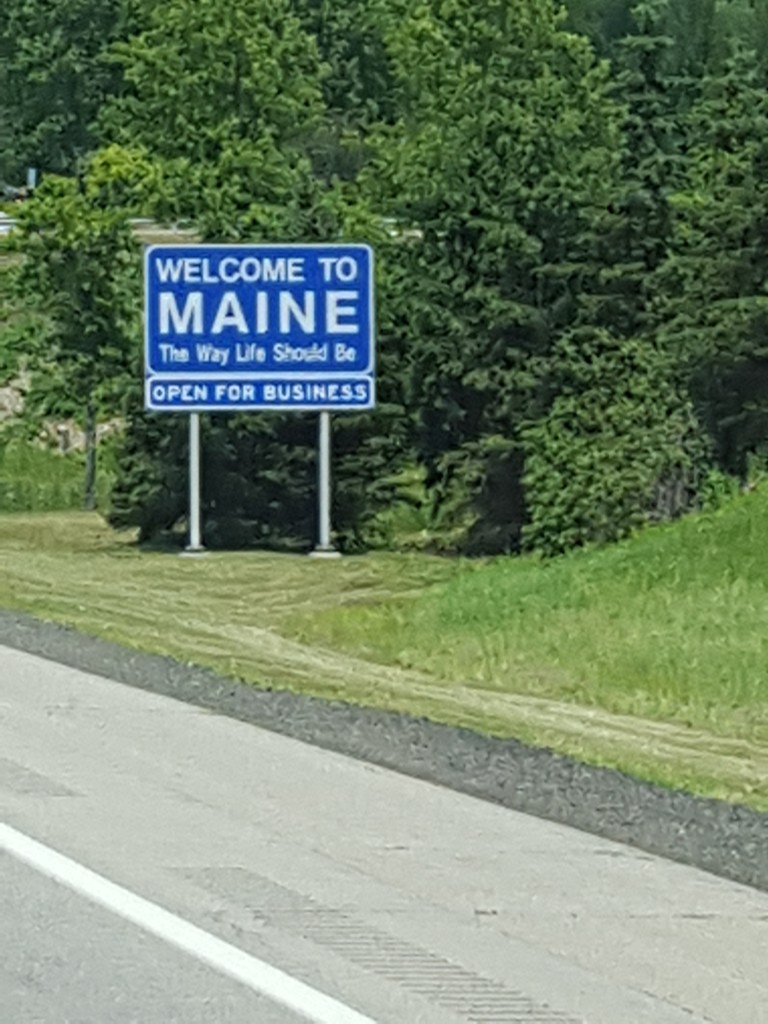 WELCOME TO
MAINE
The Way Life Should Be
OPEN FOR BUSINESS